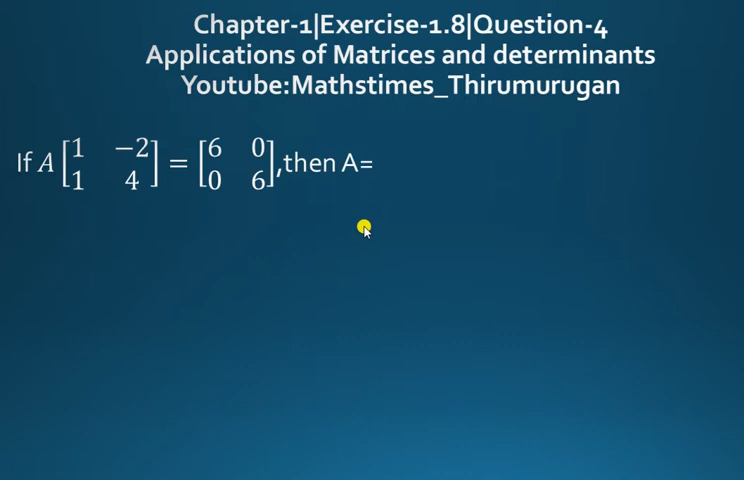 Chapter-1|Exercise-1.8|Question-4
Applications of Matrices and determinants
Youtube:Mathstimes_Thirumurugan
If A [1 −2; 1 4] = [6 0; 0 6],then A=